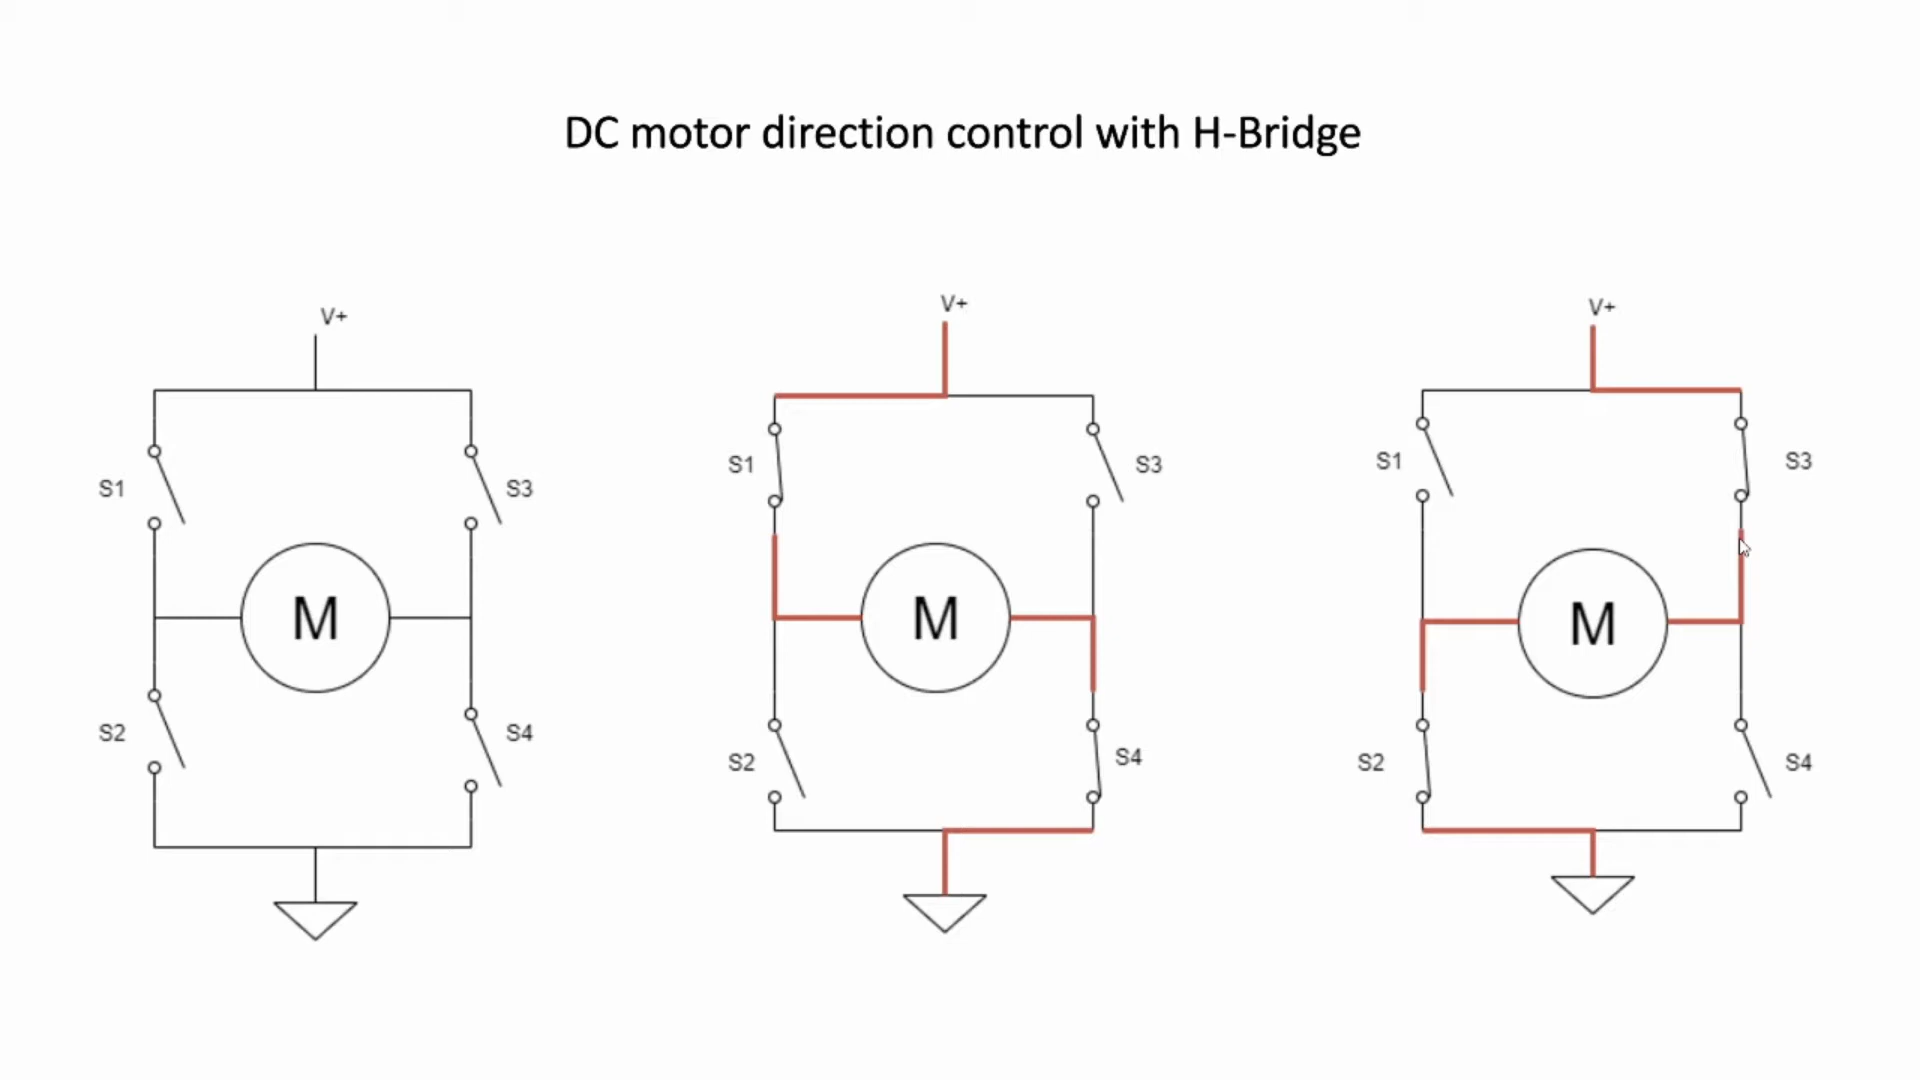 DC motor direction control with H-Bridge
V+
S1
S3
M
S2
S4
V+
S1
S3
M
S2
S4
V+
S1
S3
M
S2
S4